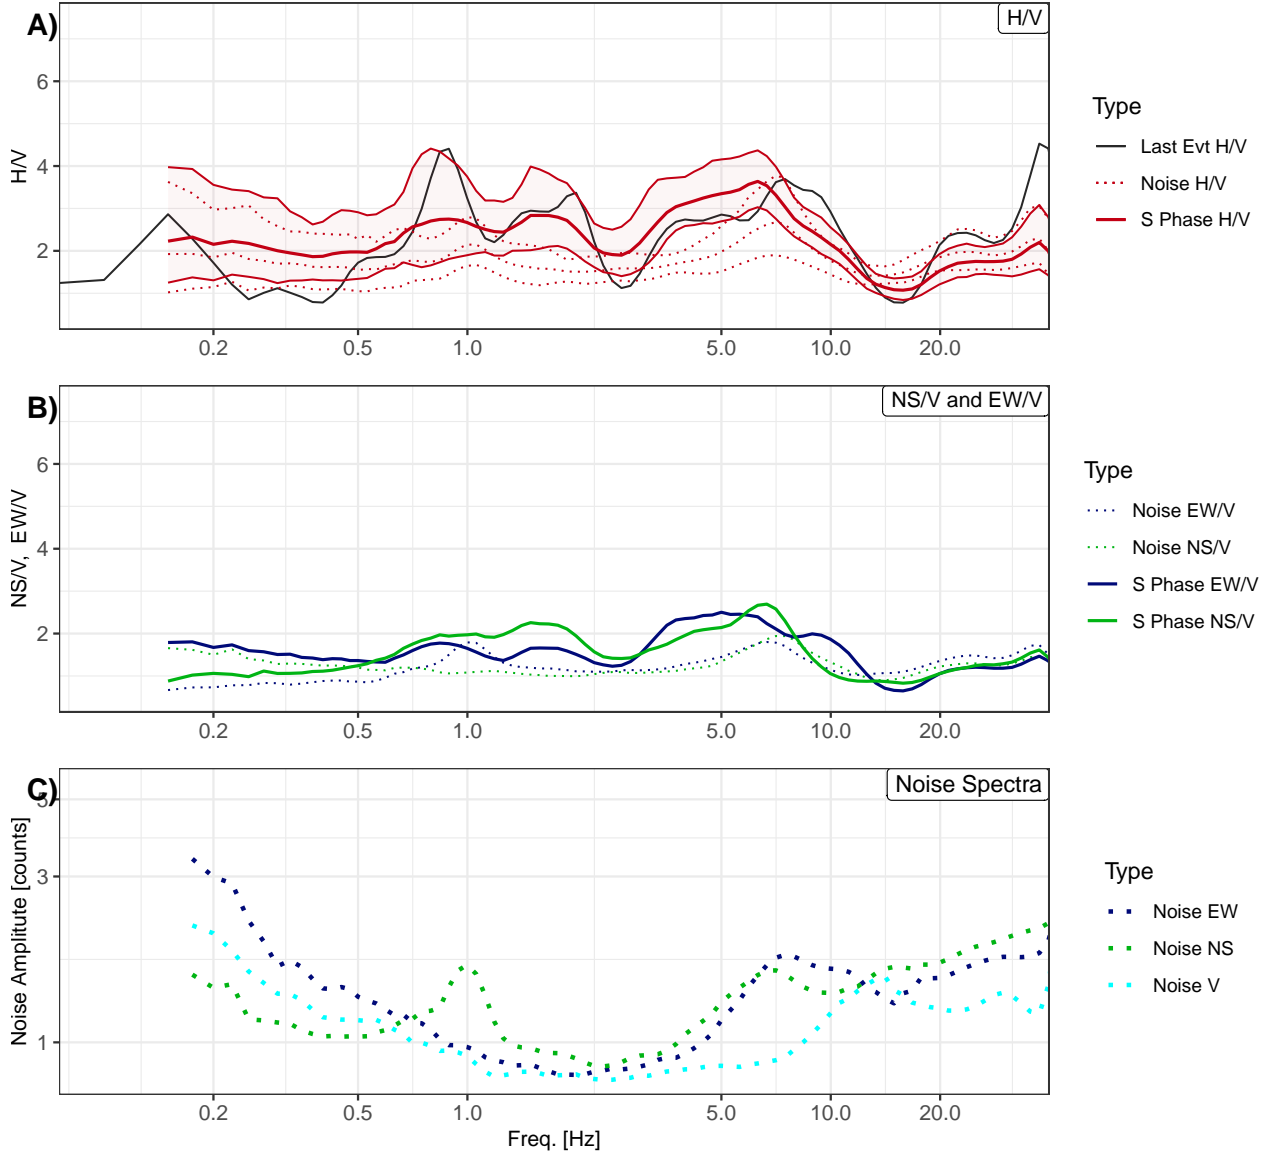 A)
H/V
6
4
2
H/V
0.2 0.5 1.0 5.0 10.0 20.0
Type
Last Evt H/V
Noise H/V
S Phase H/V
B)
NS/V and EW/V
6
4
2
NS/V,  EW/V
0.2 0.5 1.0 5.0 10.0 20.0
Type
Noise EW/V
Noise NS/V
S Phase EW/V
S Phase NS/V
C)
Noise Spectra
5
3
1
Noise Amplitute [counts]
0.2 0.5 1.0 5.0 10.0 20.0
Freq. [Hz]
Type
Noise EW
Noise NS
Noise V